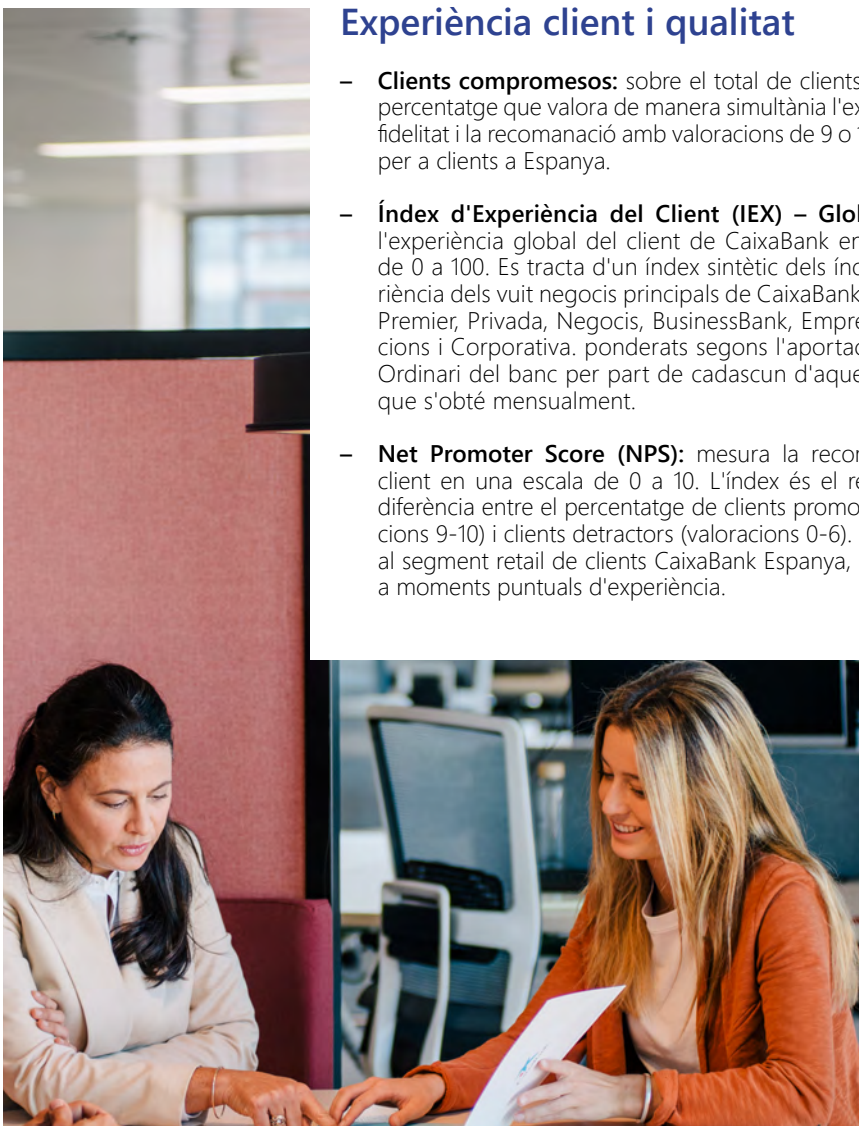 Experiència client i qualitat
– Clients compromesos: sobre el total de clients
percentatge que valora de manera simultània l'ex
fidelitat i la recomanació amb valoracions de 9 o
per a clients a Espanya.
– Índex d'Experiència del Client (IEX) – Glo
l'experiència global del client de CaixaBank en
de 0 a 100. Es tracta d'un índex sintètic dels índ
riència dels vuit negocis principals de CaixaBank
Premier, Privada, Negocis, BusinessBank, Empre
cions i Corporativa. ponderats segons l'aportac
Ordinari del banc per part de cadascun d'aque
que s'obté mensualment.
– Net Promoter Score (NPS): mesura la recor
client en una escala de 0 a 10. L'índex és el re
diferència entre el percentatge de clients promo
cions 9-10) i clients detractors (valoracions 0-6).
al segment retail de clients CaixaBank Espanya,
a moments puntuals d'experiència.